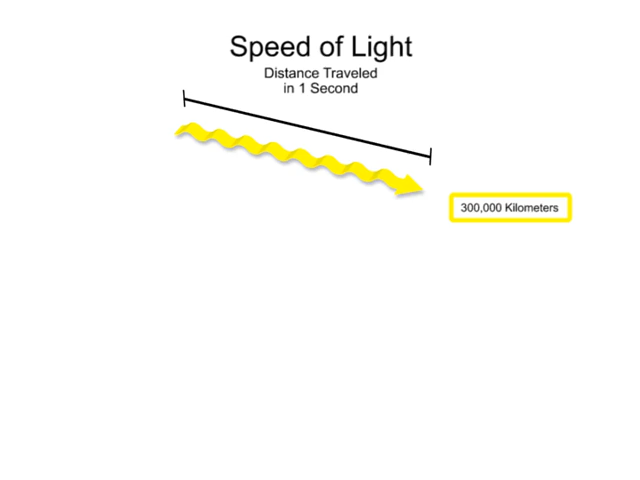 Speed of Light
Distance Traveled
in 1 Second
300,000 Kilometers